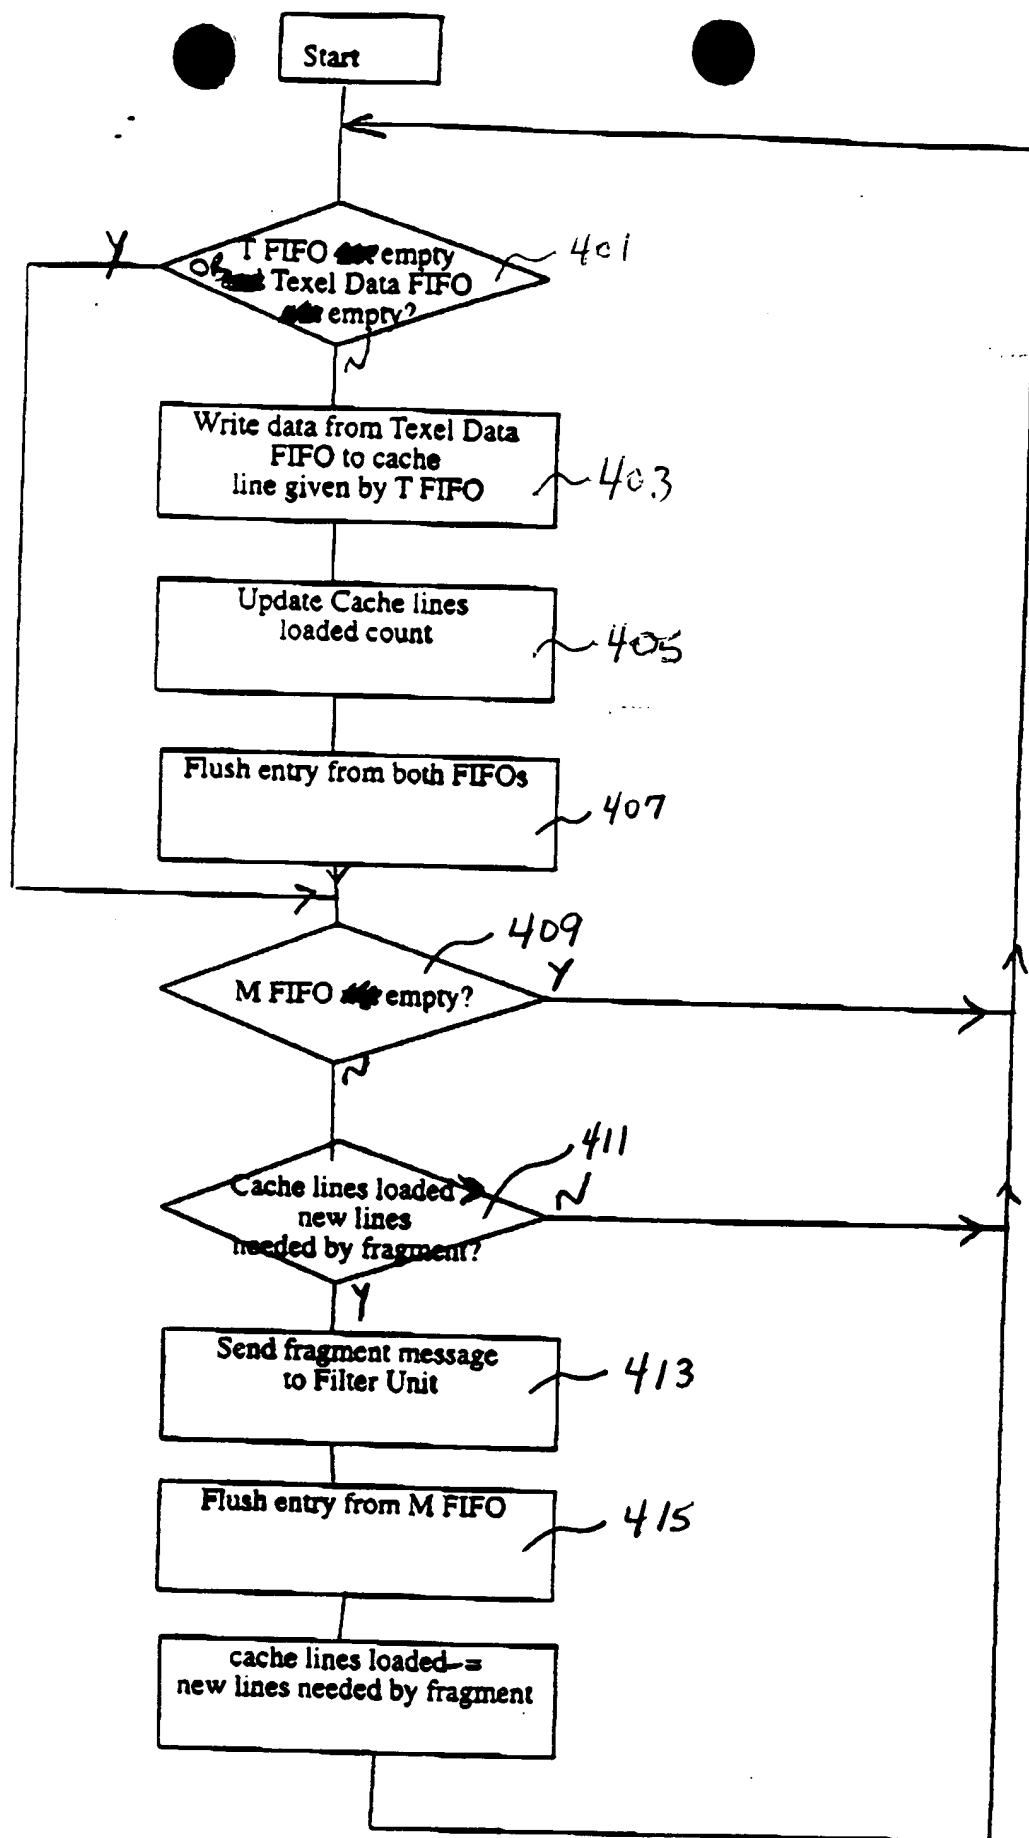 Start
Y
T FIFO empty
OR Texel Data FIFO
empty?
401
N
Write data from Texel Data
FIFO to cache
line given by T FIFO
403
Update Cache lines
loaded count
405
Flush entry from both FIFOs
407
409
M FIFO empty?
Y
N
411
Cache lines loaded >
new lines
needed by fragment?
N
Y
Send fragment message
to Filter Unit
413
Flush entry from M FIFO
415
cache lines loaded -=
new lines needed by fragment